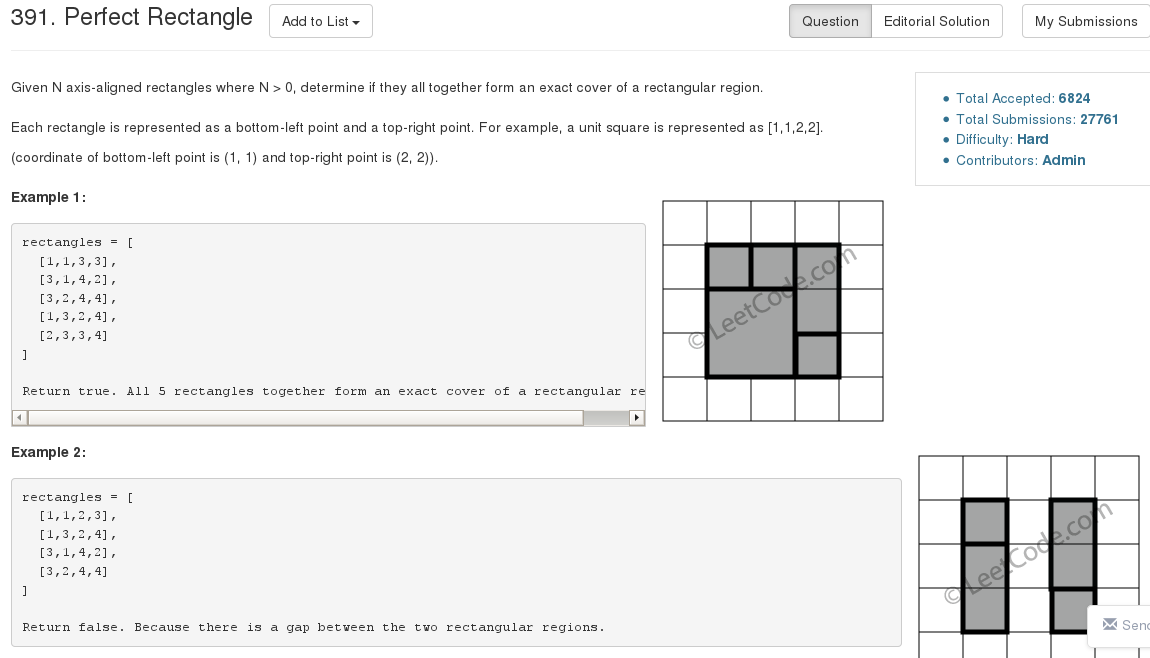 391. Perfect Rectangle
Add to List
Question
Editorial Solution
My Submissions
Given N axis-aligned rectangles where N > 0, determine if they all together form an exact cover of a rectangular region.
Each rectangle is represented as a bottom-left point and a top-right point. For example, a unit square is represented as [1,1,2,2].
(coordinate of bottom-left point is (1, 1) and top-right point is (2, 2)).
Total Accepted: 6824
Total Submissions: 27761
Difficulty: Hard
Contributors: Admin
Example 1:
rectangles = [
[1,1,3,3],
[3,1,4,2],
[3,2,4,4],
[1,3,2,4],
[2,3,3,4]
]
Return true. All 5 rectangles together form an exact cover of a rectangular re
© LeetCode.com
Example 2:
rectangles = [
[1,1,2,3],
[1,3,2,4],
[3,1,4,2],
[3,2,4,4]
]
Return false. Because there is a gap between the two rectangular regions.
© LeetCode.com
Send